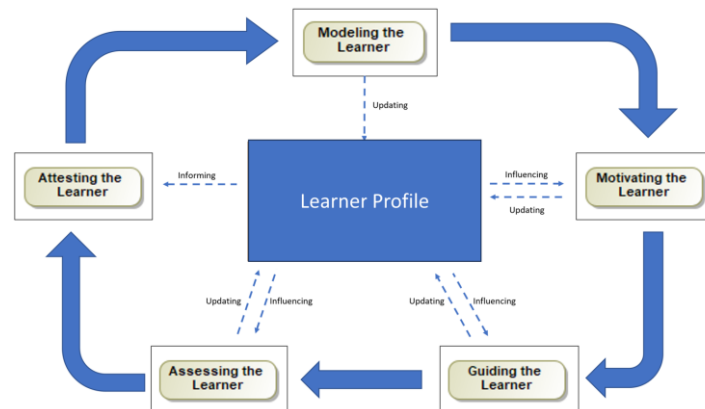 Modeling the
Learner
Updating
Attesting the
Learner
Informing
Learner Profile
Influencing
Updating
Motivating the
Learner
Updating
Influencing
Updating
Influencing
Assessing the
Learner
Guiding the
Learner